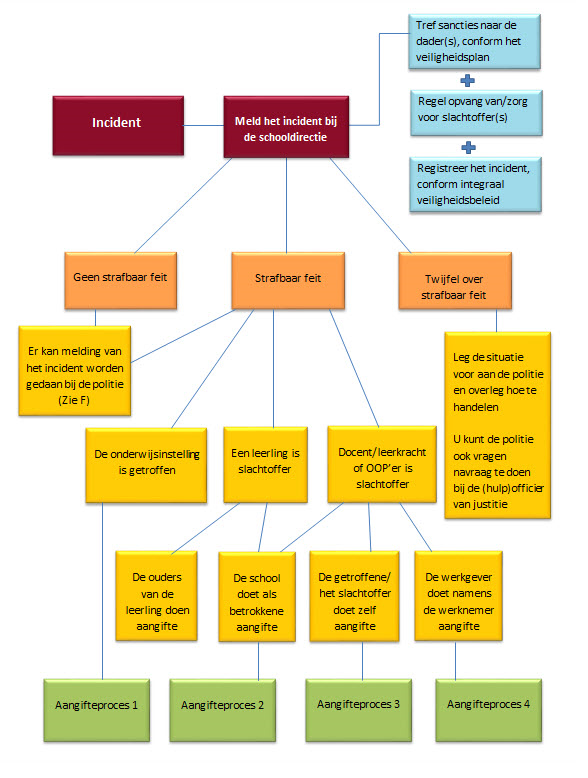 Tref sancties naar de
dader(s), conform het
veiligheidsplan
Regel opvang van/zorg
voor slachtoffer(s)
Registreer het incident,
conform integraal
veiligheidsbeleid
Incident
Meld het incident bij
de schooldirectie
Geen strafbaar feit
Strafbaar feit
Twijfel over
strafbaar feit
Er kan melding van
het incident worden
gedaan bij de politie
(Zie F)
Leg de situatie
voor aan de politie
en overleg hoe te
handelen
U kunt de politie
ook vragen
navraag te doen
bij de (hulp)officier
van justitie
De onderwijsinstelling
is getroffen
Een leerling is
slachtoffer
Docent/leerkracht
of OOP'er is
slachtoffer
De ouders
van de
leerling doen
aangifte
De school
doet als
betrokkene
aangifte
De getroffene/
het slachtoffer
doet zelf
aangifte
De werkgever
doet namens
de werknemer
aangifte
Aangifteproces 1
Aangifteproces 2
Aangifteproces 3
Aangifteproces 4